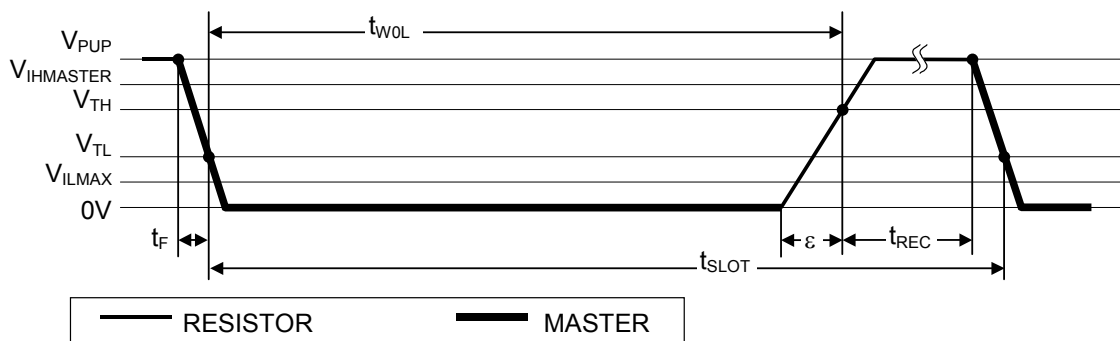 tW0L
VPUP
VIHMASTER
VTH
VTL
VILMAX
0V
tF
ε
tREC
tSLOT
RESISTOR
MASTER